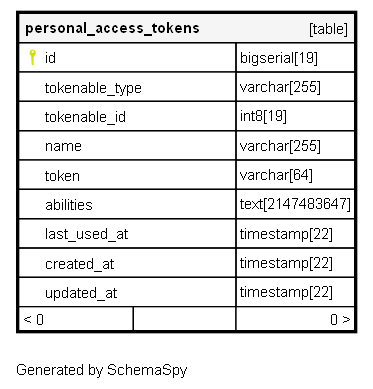 personal_access_tokens [table]
id bigserial[19]
tokenable_type varchar[255]
tokenable_id int8[19]
name varchar[255]
token varchar[64]
abilities text[2147483647]
last_used_at timestamp[22]
created_at timestamp[22]
updated_at timestamp[22]
< 0 0 >
Generated by SchemaSpy